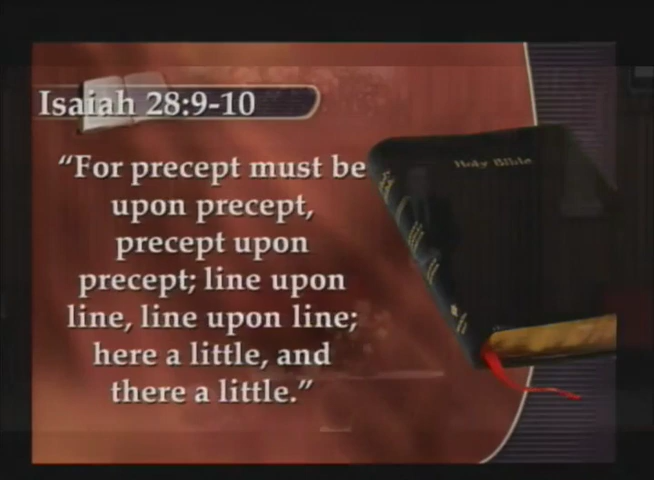 Isaiah 28:9-10
“For precept must be
upon precept,
precept upon
precept; line upon
line, line upon line;
here a little, and
there a little.”
Holy Bible